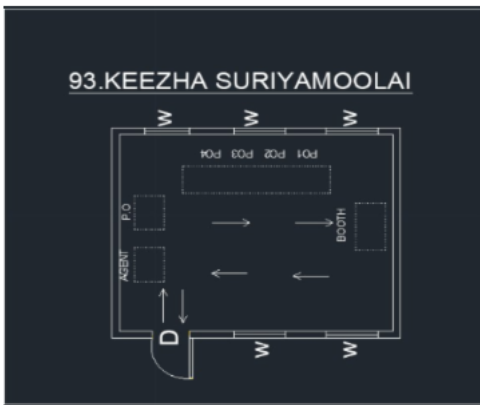 93.KEEZHA SURIYAMOOLAI
W W W
PO4 PO3 PO2 PO1
P.O
BOOTH
AGENT
D
W W